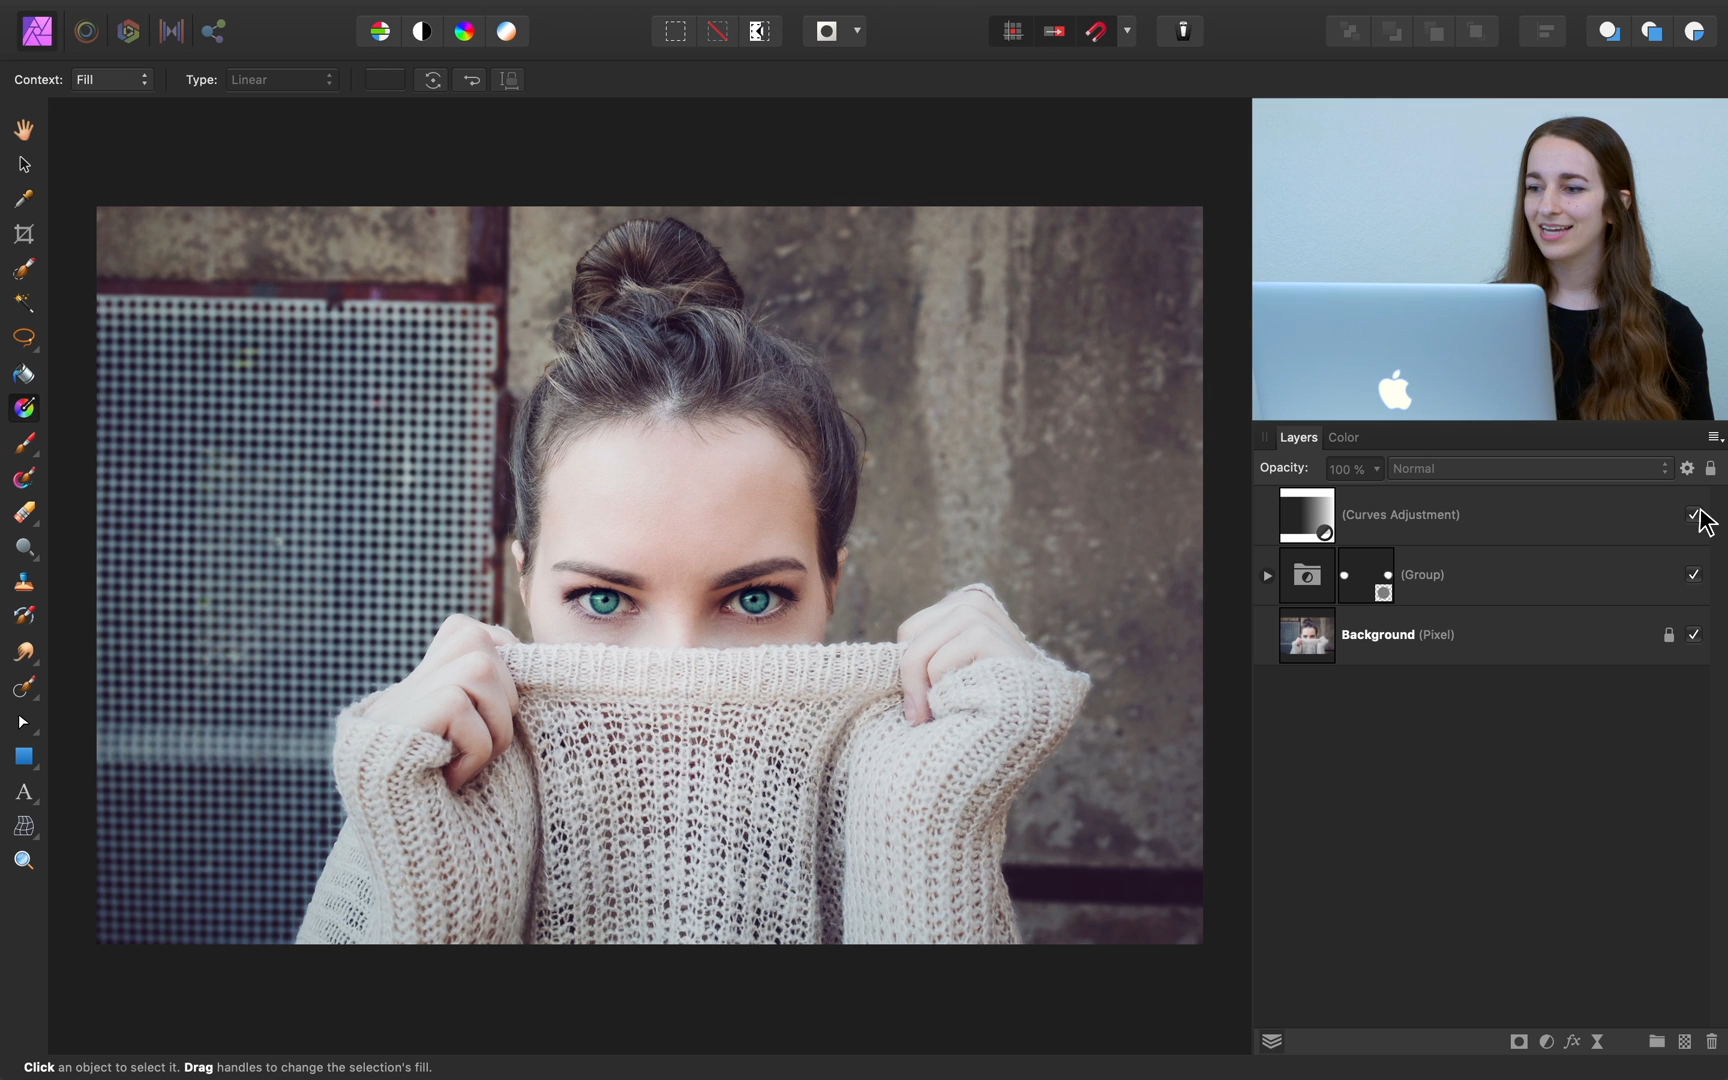 Context: Fill Type: Linear
Layers Color
Opacity: 100 % Normal
(Curves Adjustment)
(Group)
Background (Pixel)
A
fx
Click an object to select it. Drag handles to change the selection's fill.